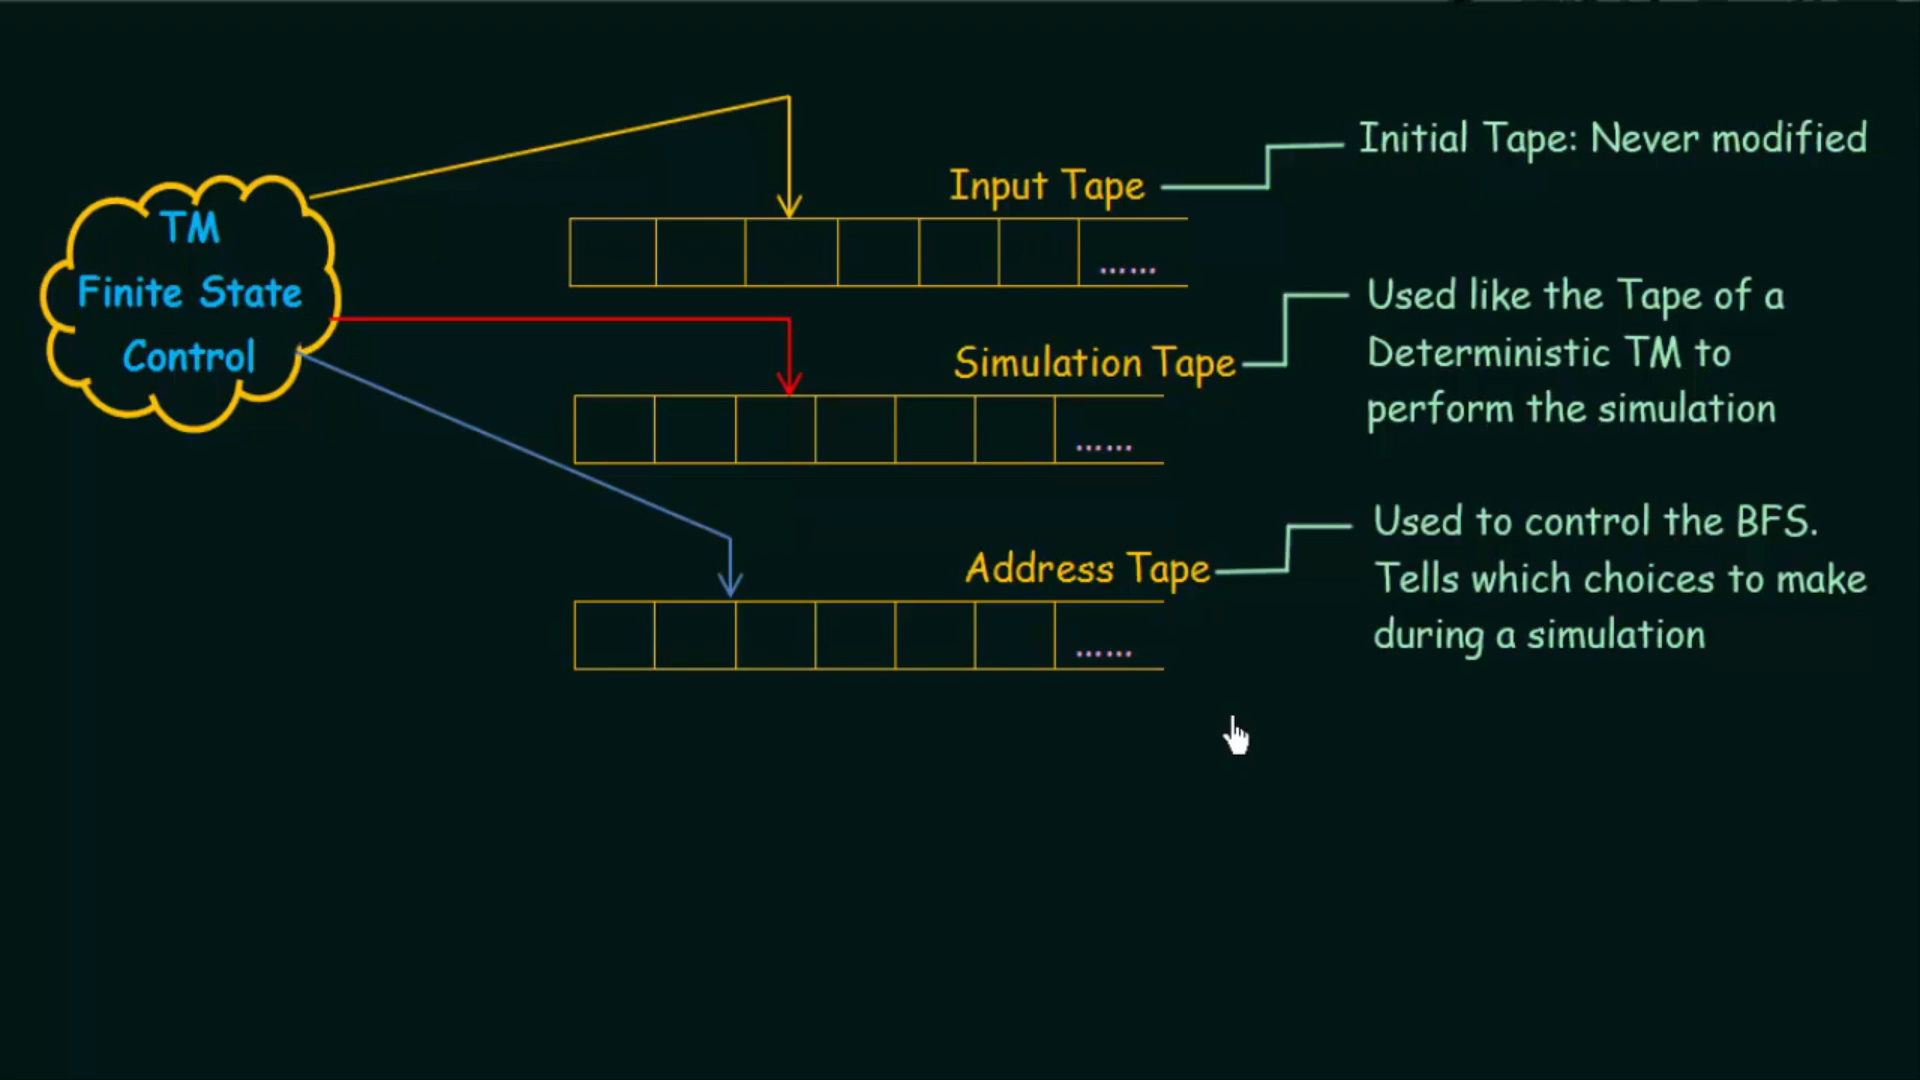 TM
Finite State
Control
Input Tape
Initial Tape: Never modified
......
Simulation Tape
Used like the Tape of a
Deterministic TM to
perform the simulation
......
Address Tape
Used to control the BFS.
Tells which choices to make
during a simulation
......